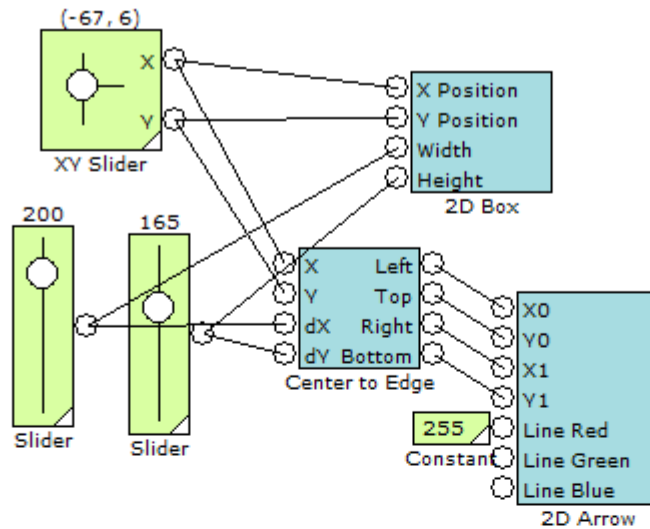 (-67, 6)
X
Y
XY Slider
X Position
Y Position
Width
Height
2D Box
200
Slider
165
Slider
X Left
Y Top
dX Right
dY Bottom
Center to Edge
X0
Y0
X1
Y1
Line Red
Line Green
Line Blue
2D Arrow
255
Constant